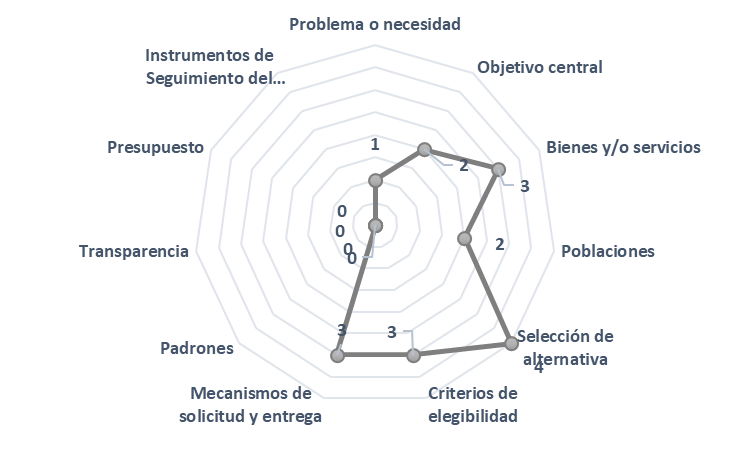 Problema o necesidad
Instrumentos de
Seguimiento del...
Objetivo central
Presupuesto
1
Bienes y/o servicios
2
3
0
0
2
0
0
Transparencia
Poblaciones
3
3
Selección de
alternativa
4
Padrones
Mecanismos de
solicitud y entrega
Criterios de
elegibilidad